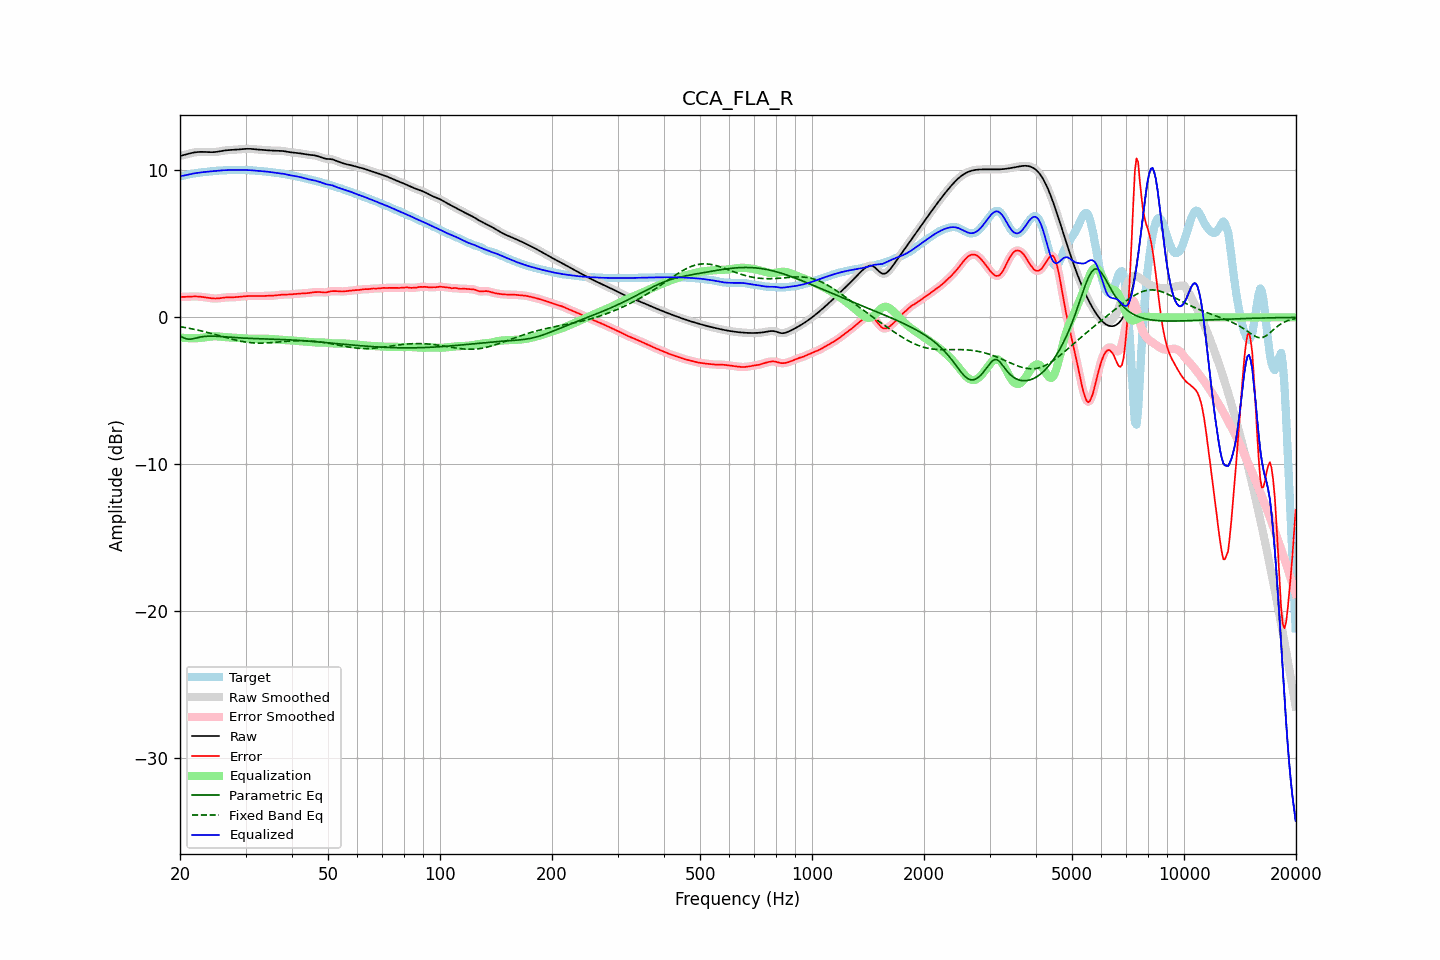 CCA_FLA_R
10
0
−10
−20
−30
Amplitude (dBr)
Target
Raw Smoothed
Error Smoothed
Raw
Error
Equalization
Parametric Eq
Fixed Band Eq
Equalized
20 50 100 200 500 1000 2000 5000 10000 20000
Frequency (Hz)